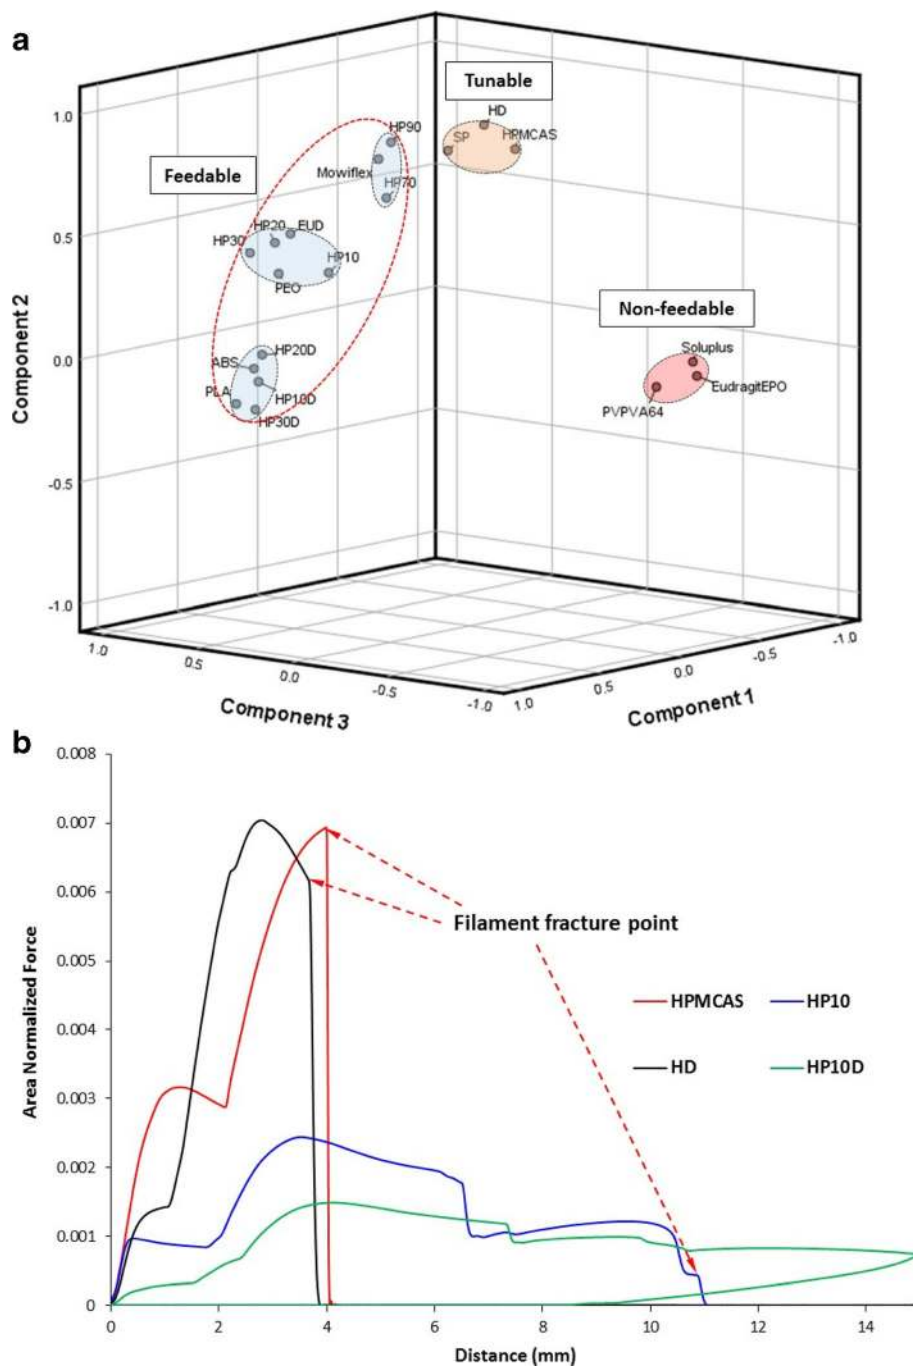 a
Tunable
HD
SP
HPMCAS
HP90
Mowiflex
HP70
Feedable
HP20
EUD
HP30
HP10
PEO
Non-feedable
Soluplus
EudragitEPO
PVPVA64
HP20D
ABS
PLA
HP10D
HP30D
1.0
0.5
0.0
-0.5
-1.0
Component 2
1.0
0.5
0.0
-0.5
-1.0
Component 3
1.0
0.5
0.0
-0.5
-1.0
Component 1
b
0.008
0.007
0.006
0.005
0.004
0.003
0.002
0.001
0
Area Normalized Force
Filament fracture point
HPMCAS
HP10
HD
HP10D
0
2
4
6
8
10
12
14
Distance (mm)